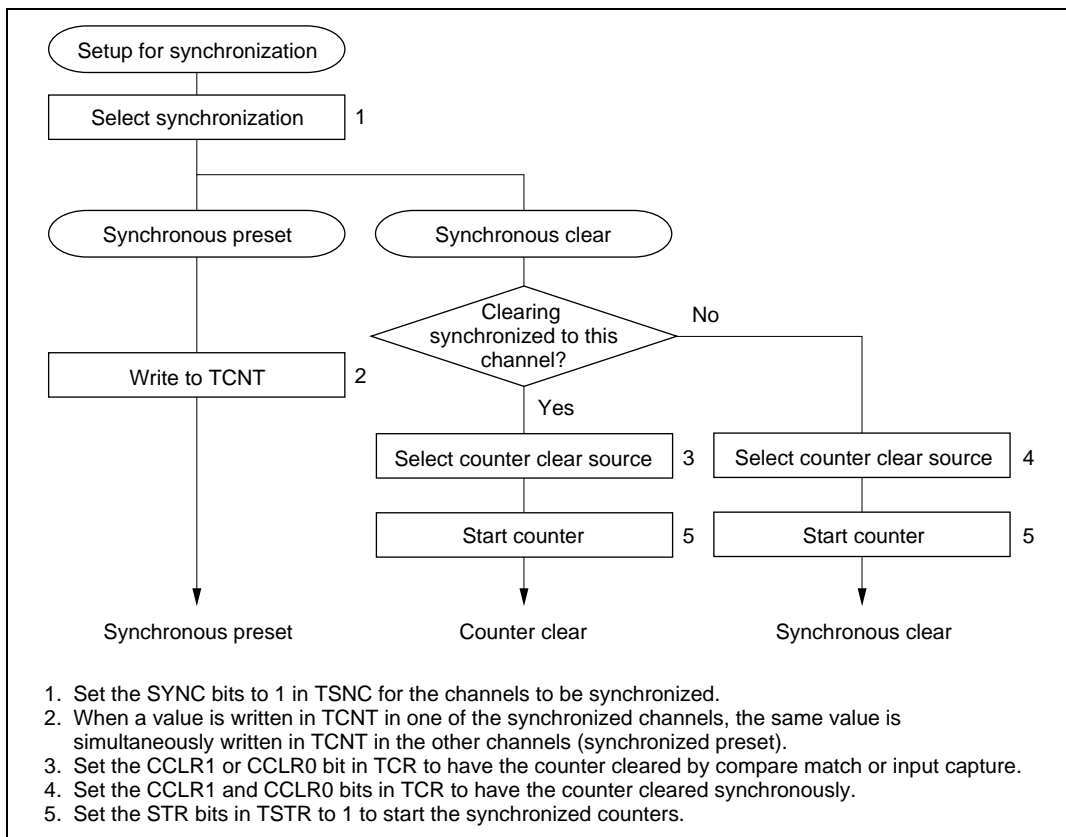 Setup for synchronization
Select synchronization 1
Synchronous preset
Synchronous clear
Clearing
synchronized to this
channel?
No
Yes
Write to TCNT 2
Select counter clear source 3
Select counter clear source 4
Start counter 5
Start counter 5
Synchronous preset
Counter clear
Synchronous clear
1. Set the SYNC bits to 1 in TSNC for the channels to be synchronized.
2. When a value is written in TCNT in one of the synchronized channels, the same value is
simultaneously written in TCNT in the other channels (synchronized preset).
3. Set the CCLR1 or CCLR0 bit in TCR to have the counter cleared by compare match or input capture.
4. Set the CCLR1 and CCLR0 bits in TCR to have the counter cleared synchronously.
5. Set the STR bits in TSTR to 1 to start the synchronized counters.